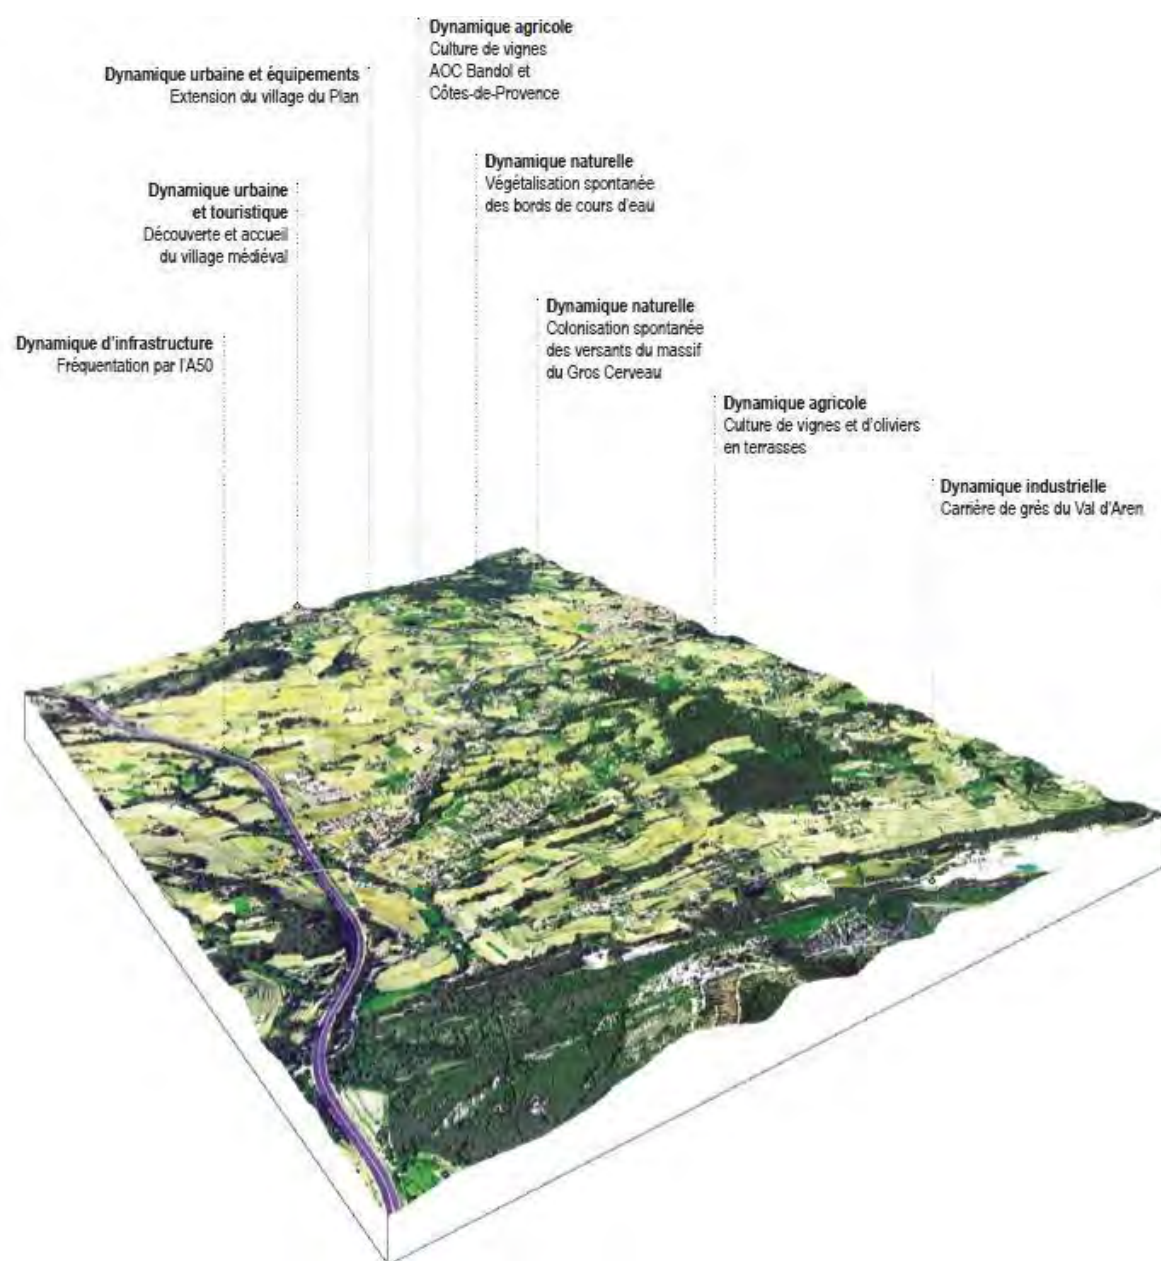 Dynamique agricole
Culture de vignes
AOC Bandol et
Côtes-de-Provence
Dynamique urbaine et équipements
Extension du village du Plan
Dynamique naturelle
Végétalisation spontanée
des bords de cours d'eau
Dynamique urbaine
et touristique
Découverte et accueil
du village médiéval
Dynamique naturelle
Colonisation spontanée
des versants du massif
du Gros Cerveau
Dynamique d'infrastructure
Fréquentation par l'A50
Dynamique agricole
Culture de vignes et d'oliviers
en terrasses
Dynamique industrielle
Carrière de grès du Val d'Aren